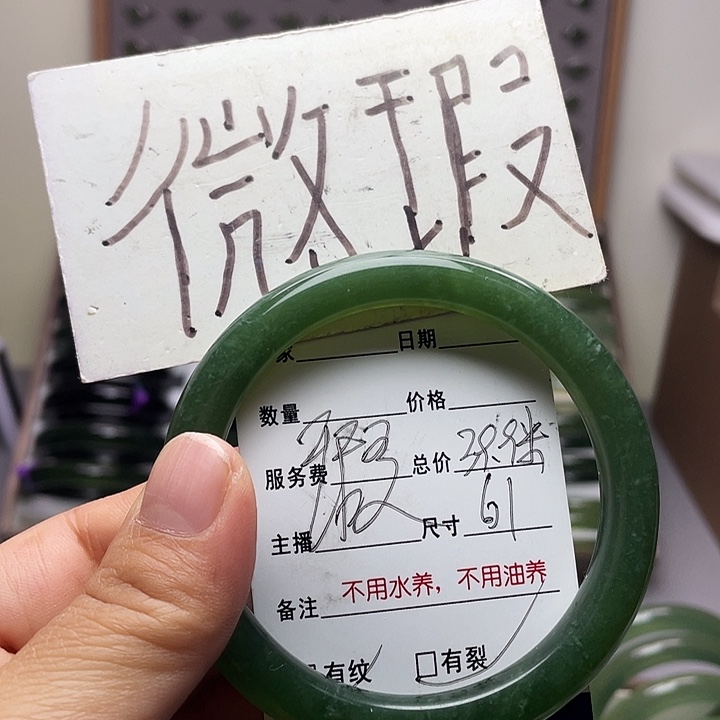 微瑕
家 日期
数量 价格
服务费 瑕 总价
主播 尺寸 61
备注 不用水养，不用油养
有纹 □有裂